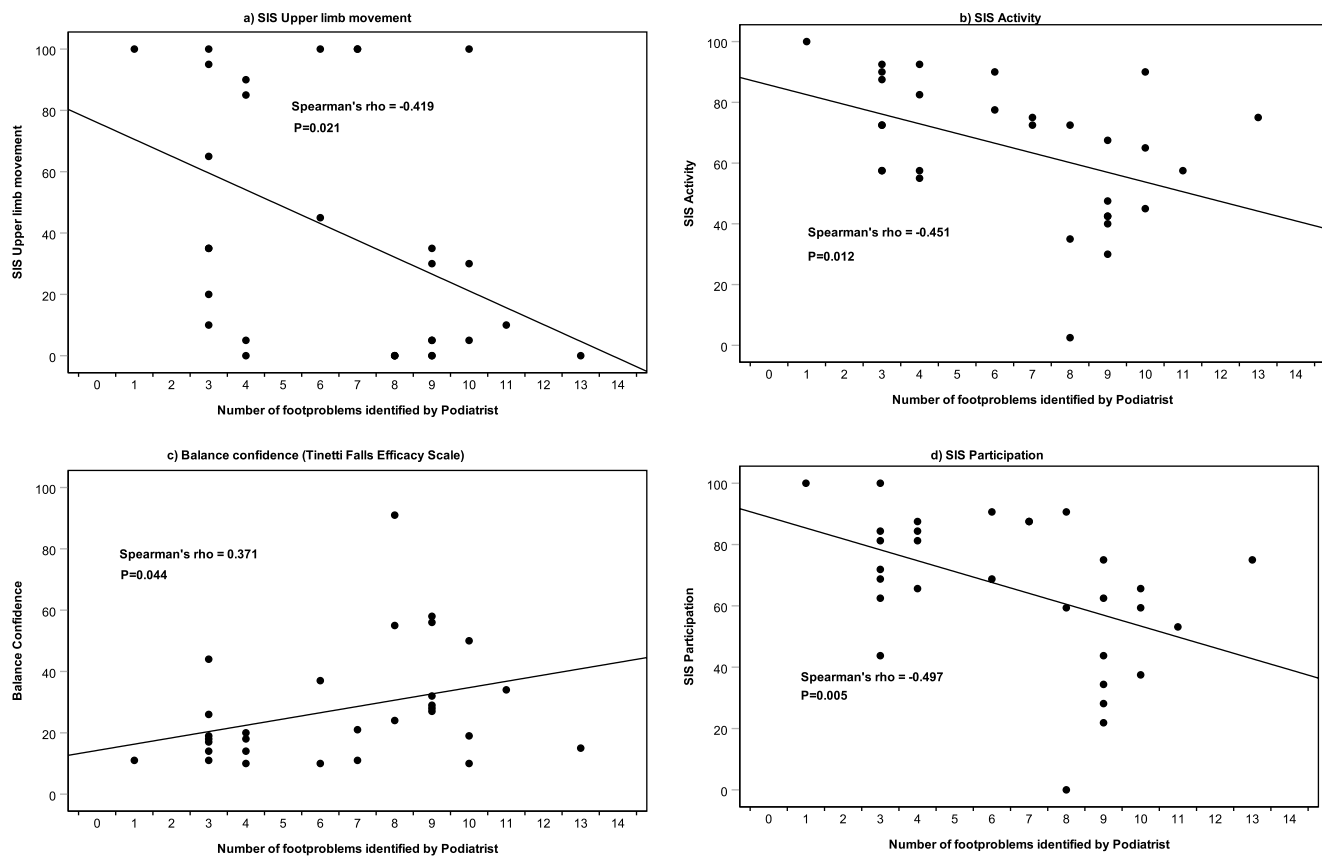 a) SIS Upper limb movement
SIS Upper limb movement
100
80
60
40
20
0
Spearman's rho = -0.419
P=0.021
0 1 2 3 4 5 6 7 8 9 10 11 13 14
Number of footproblems identified by Podiatrist
b) SIS Activity
SIS Activity
100
80
60
40
20
0
Spearman's rho = -0.451
P=0.012
0 1 2 3 4 5 6 7 8 9 10 11 13 14
Number of footproblems identified by Podiatrist
c) Balance confidence (Tinetti Falls Efficacy Scale)
Balance Confidence
100
80
60
40
20
0
Spearman's rho = 0.371
P=0.044
0 1 2 3 4 5 6 7 8 9 10 11 13 14
Number of footproblems identified by Podiatrist
d) SIS Participation
SIS Participation
100
80
60
40
20
0
Spearman's rho = -0.497
P=0.005
0 1 2 3 4 5 6 7 8 9 10 11 13 14
Number of footproblems identified by Podiatrist